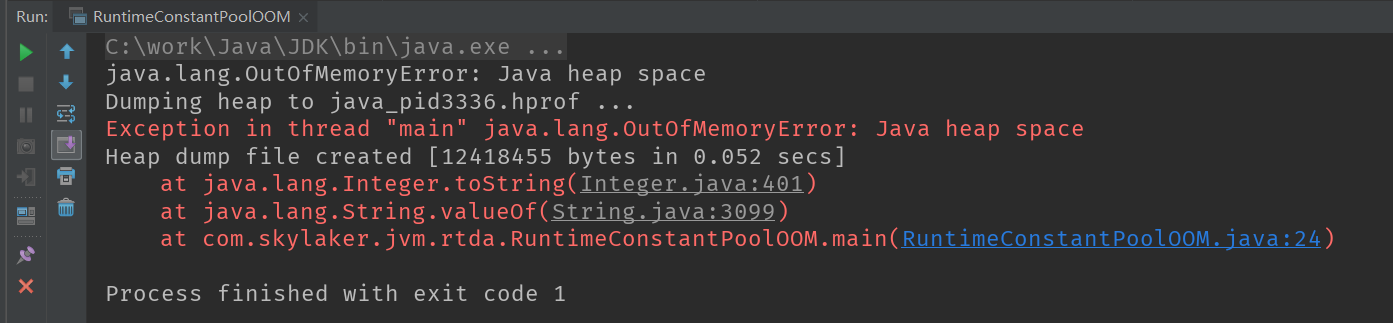 Run: RuntimeConstantPoolOOM ×
C:\work\Java\JDK\bin\java.exe ...
java.lang.OutOfMemoryError: Java heap space
Dumping heap to java_pid3336.hprof ...
Exception in thread "main" java.lang.OutOfMemoryError: Java heap space
Heap dump file created [12418455 bytes in 0.052 secs]
at java.lang.Integer.toString(Integer.java:401)
at java.lang.String.valueOf(String.java:3099)
at com.skylaker.jvm.rtda.RuntimeConstantPoolOOM.main(RuntimeConstantPoolOOM.java:24)
Process finished with exit code 1